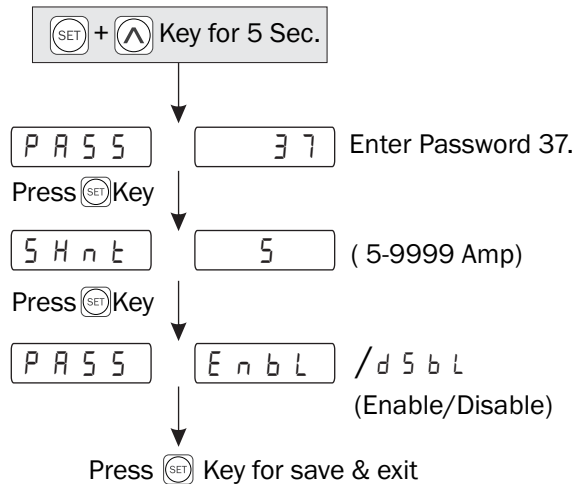 SET + Key for 5 Sec.
PASS 37 Enter Password 37.
Press SET Key
SHnt 5 ( 5-9999 Amp)
Press SET Key
PASS EnbL /dSbL
(Enable/Disable)
Press SET Key for save & exit